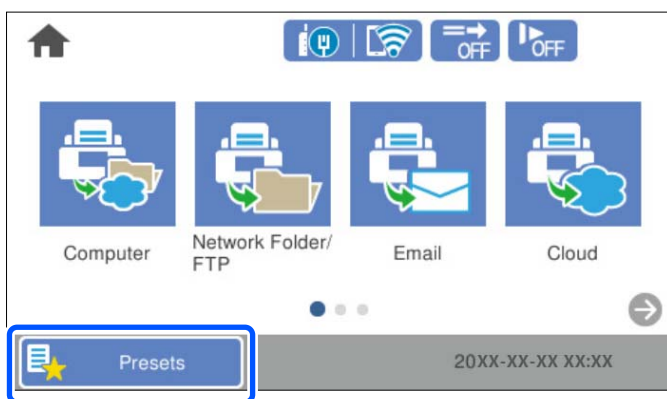 OFF
OFF
Computer
Network Folder/
FTP
Email
Cloud
Presets
20XX-XX-XX XX:XX